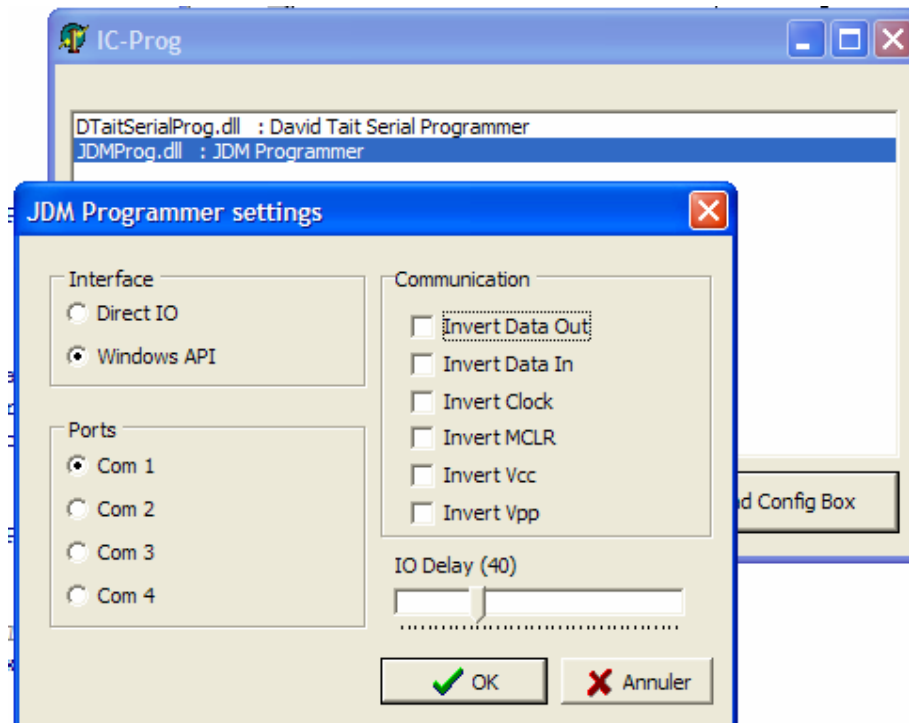 IC-Prog
DTaitSerialProg.dll : David Tait Serial Programmer
JDMProg.dll : JDM Programmer
JDM Programmer settings
Interface
Direct IO
Windows API
Ports
Com 1
Com 2
Com 3
Com 4
Communication
Invert Data Out
Invert Data In
Invert Clock
Invert MCLR
Invert Vcc
Invert Vpp
IO Delay (40)
OK
Annuler
Config Box